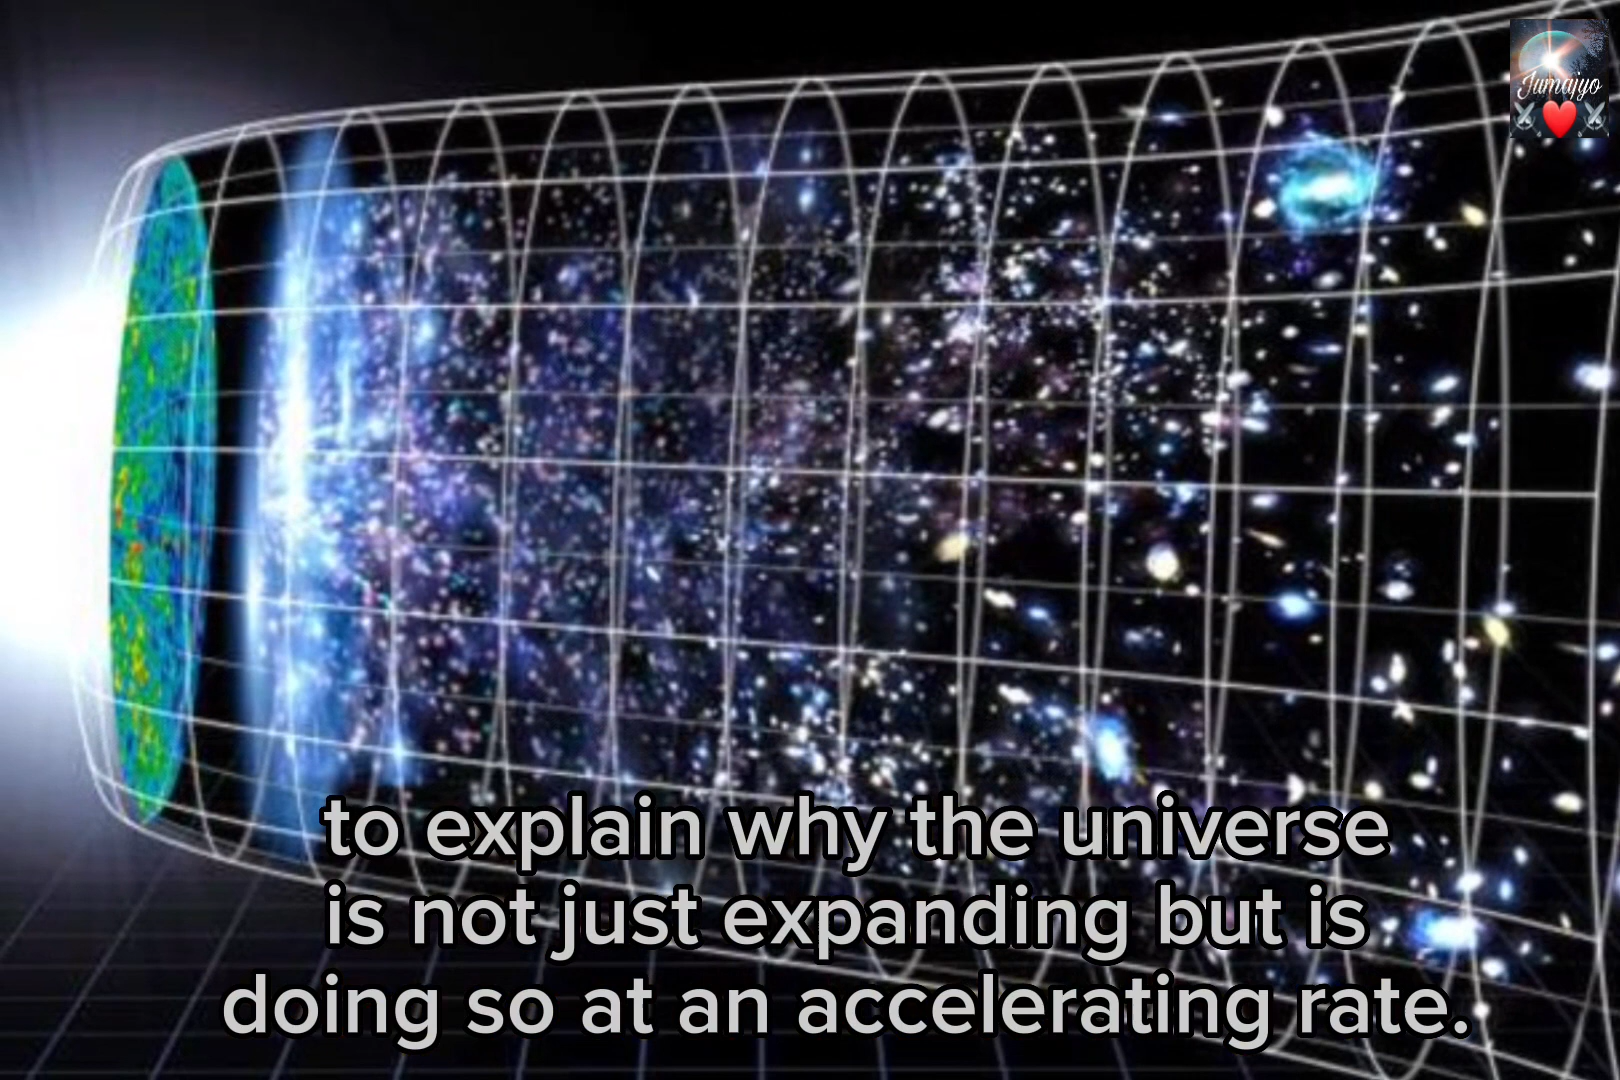 Jumajyo
to explain why the universe
is not just expanding but is
doing so at an accelerating rate.